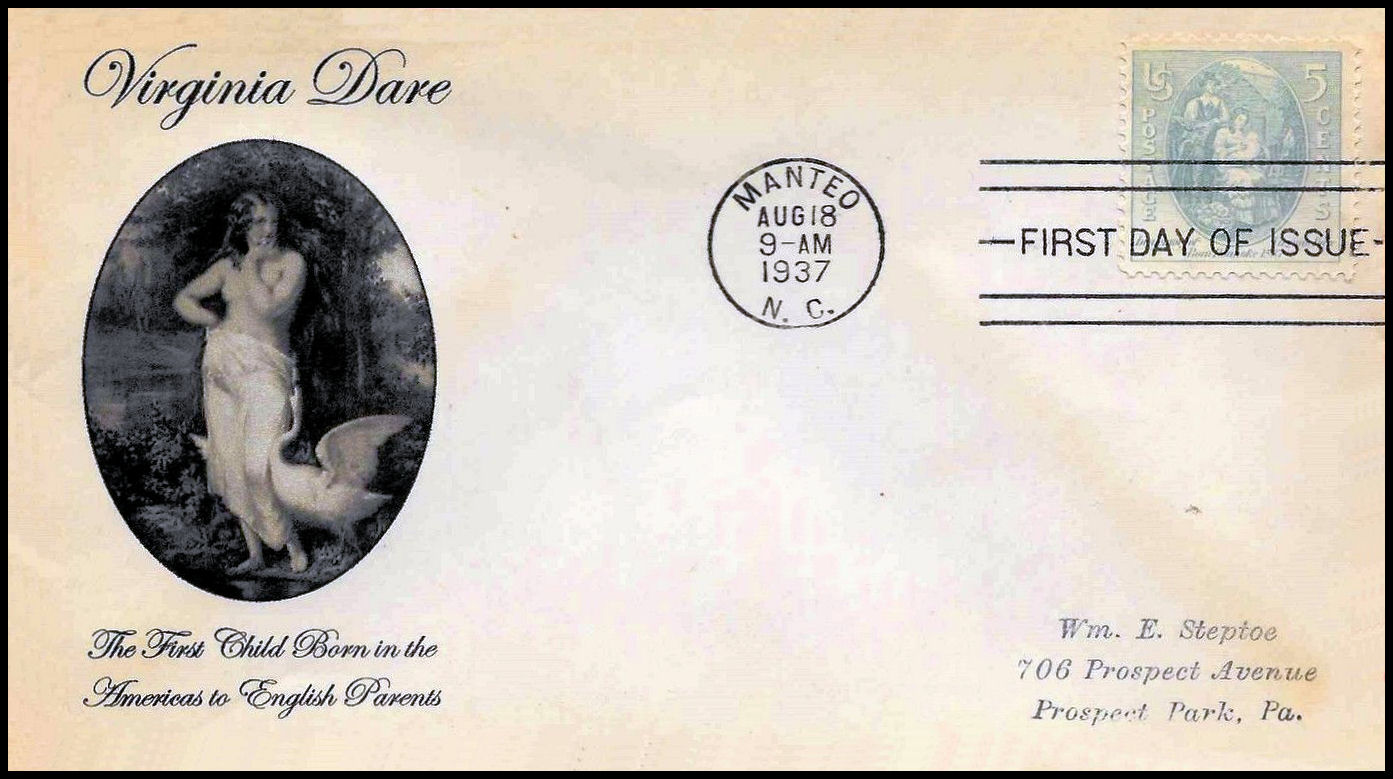 Virginia Dare
The First Child Born in the
Americas to English Parents
MANTEO
AUG 18
9-AM
1937
N. C.
US POSTAGE
5 CENTS
—FIRST DAY OF ISSUE-
Wm. E. Steptoe
706 Prospect Avenue
Prospect Park, Pa.